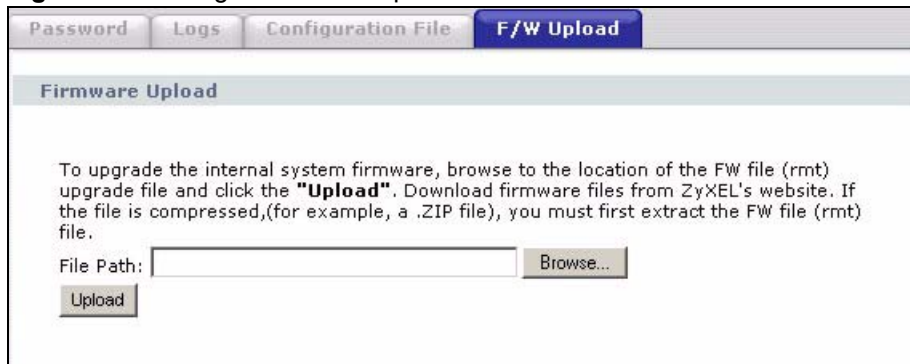 Password Logs Configuration File F/W Upload
Firmware Upload
To upgrade the internal system firmware, browse to the location of the FW file (rmt)
upgrade file and click the "Upload". Download firmware files from ZyXEL's website. If
the file is compressed,(for example, a .ZIP file), you must first extract the FW file (rmt)
file.
File Path: Browse...
Upload